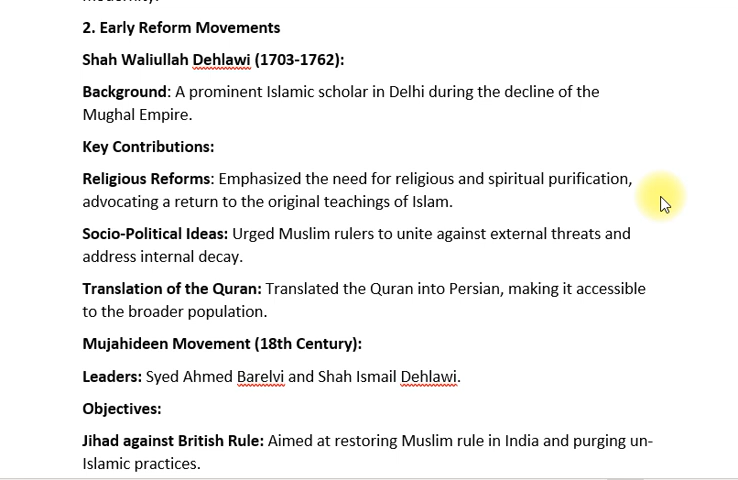 2. Early Reform Movements
Shah Waliullah Dehlawi (1703-1762):
Background: A prominent Islamic scholar in Delhi during the decline of the
Mughal Empire.
Key Contributions:
Religious Reforms: Emphasized the need for religious and spiritual purification,
advocating a return to the original teachings of Islam.
Socio-Political Ideas: Urged Muslim rulers to unite against external threats and
address internal decay.
Translation of the Quran: Translated the Quran into Persian, making it accessible
to the broader population.
Mujahideen Movement (18th Century):
Leaders: Syed Ahmed Barelvi and Shah Ismail Dehlawi.
Objectives:
Jihad against British Rule: Aimed at restoring Muslim rule in India and purging un-
Islamic practices.